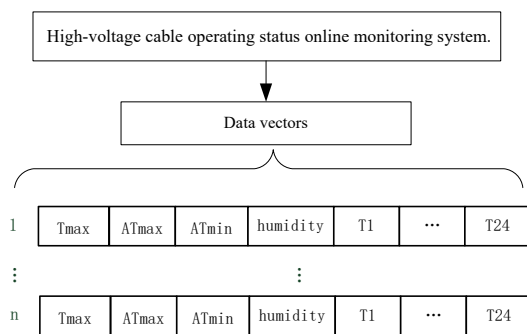 High-voltage cable operating status online monitoring system.
Data vectors
1 Tmax ATmax ATmin humidity T1 ··· T24
⋮ ⋮
n Tmax ATmax ATmin humidity T1 ··· T24